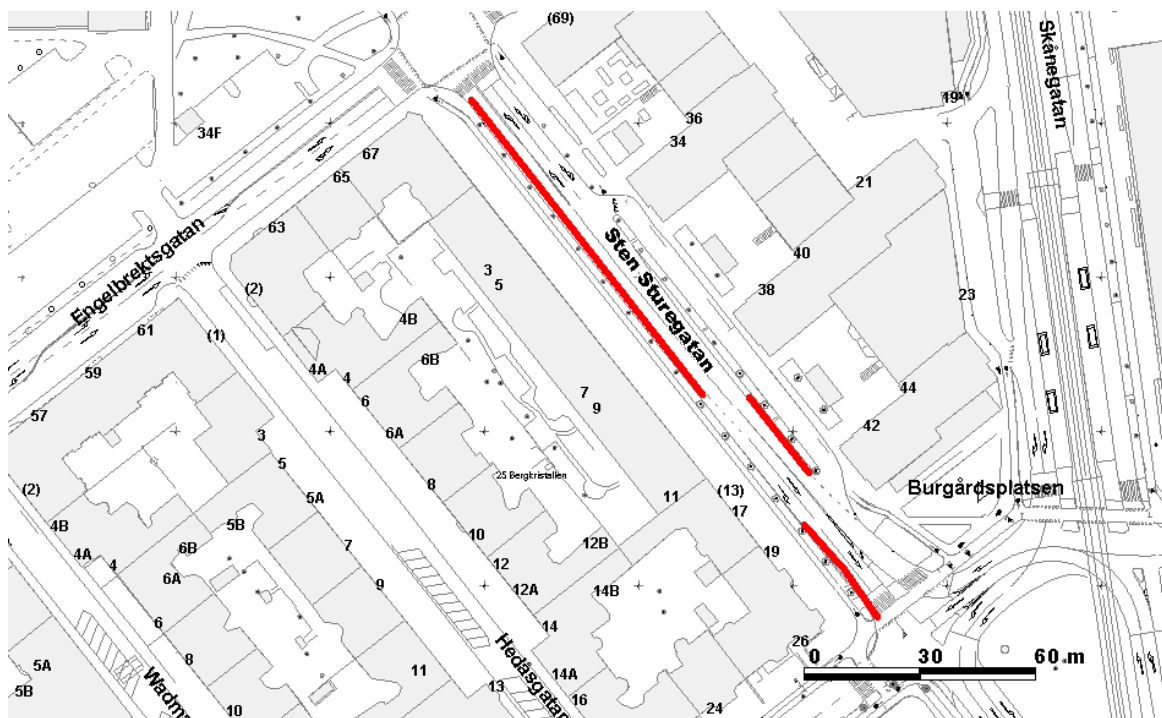 (69)
Skånegatan
19
34F
36
34
67
65
21
63
Engelbrektsgatan
3
5
Sten Sturegatan
40
(2)
38
23
61
(1)
4B
59
6B
4A
4
7
9
44
57
6
42
3
6A
5
25 Bergkristallen
Burgårdsplatsen
(2)
8
11
(13)
17
5A
4B
5B
10
12B
19
4A
6B
7
4
12
6A
9
12A
14B
6
14
26
0 30 60 m
8
5A
Hedåsgatan
14A
11
5B
Wadm
13
16
10
24